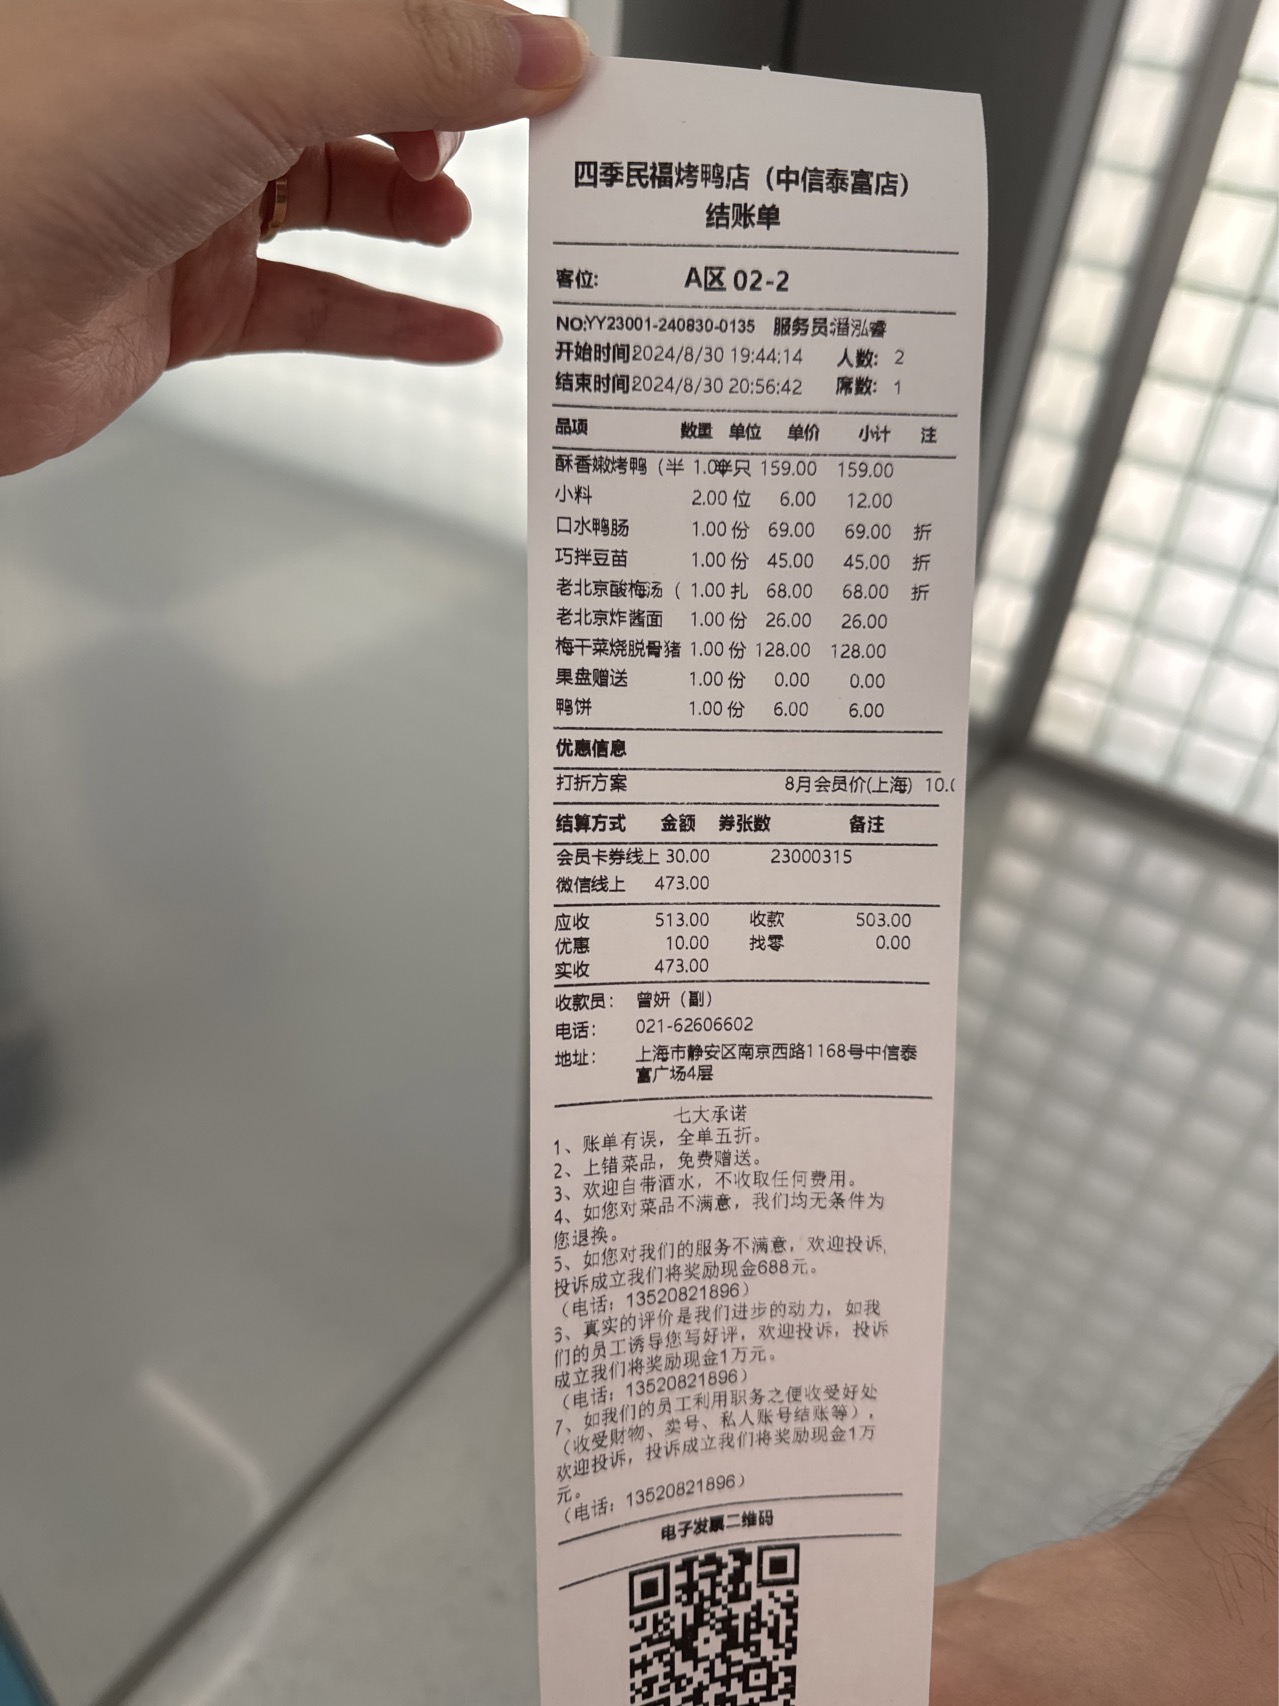 四季民福烤鸭店（中信泰富店）
结账单
客位: A区 02-2
NO:YY23001-240830-0135 服务员:潘泓睿
开始时间2024/8/30 19:44:14 人数: 2
结束时间2024/8/30 20:56:42 席数: 1
品项 数量 单位 单价 小计 注
酥香嫩烤鸭（半 1.0半只 159.00 159.00
小料 2.00 位 6.00 12.00
口水鸭肠 1.00 份 69.00 69.00 折
巧拌豆苗 1.00 份 45.00 45.00 折
老北京酸梅汤（ 1.00 扎 68.00 68.00 折
老北京炸酱面 1.00 份 26.00 26.00
梅干菜烧脱骨猪 1.00 份 128.00 128.00
果盘赠送 1.00 份 0.00 0.00
鸭饼 1.00 份 6.00 6.00
优惠信息
打折方案 8月会员价(上海) 10.0
结算方式 金额 券张数 备注
会员卡券线上 30.00 23000315
微信线上 473.00
应收 513.00 收款 503.00
优惠 10.00 找零 0.00
实收 473.00
收款员: 曾妍（副）
电话: 021-62606602
地址: 上海市静安区南京西路1168号中信泰
富广场4层
七大承诺
1、账单有误，全单五折。
2、上错菜品，免费赠送。
3、欢迎自带酒水，不收取任何费用。
4、如您对菜品不满意，我们均无条件为
您退换。
5、如您对我们的服务不满意，欢迎投诉,
投诉成立我们将奖励现金688元。
（电话：13520821896）
6、真实的评价是我们进步的动力，如我
们的员工诱导您写好评，欢迎投诉，投诉
成立我们将奖励现金1万元。
（电话：13520821896）
7、如我们的员工利用职务之便收受好处
（收受财物、卖号、私人账号结账等），
欢迎投诉，投诉成立我们将奖励现金1万
元。
（电话：13520821896）
电子发票二维码